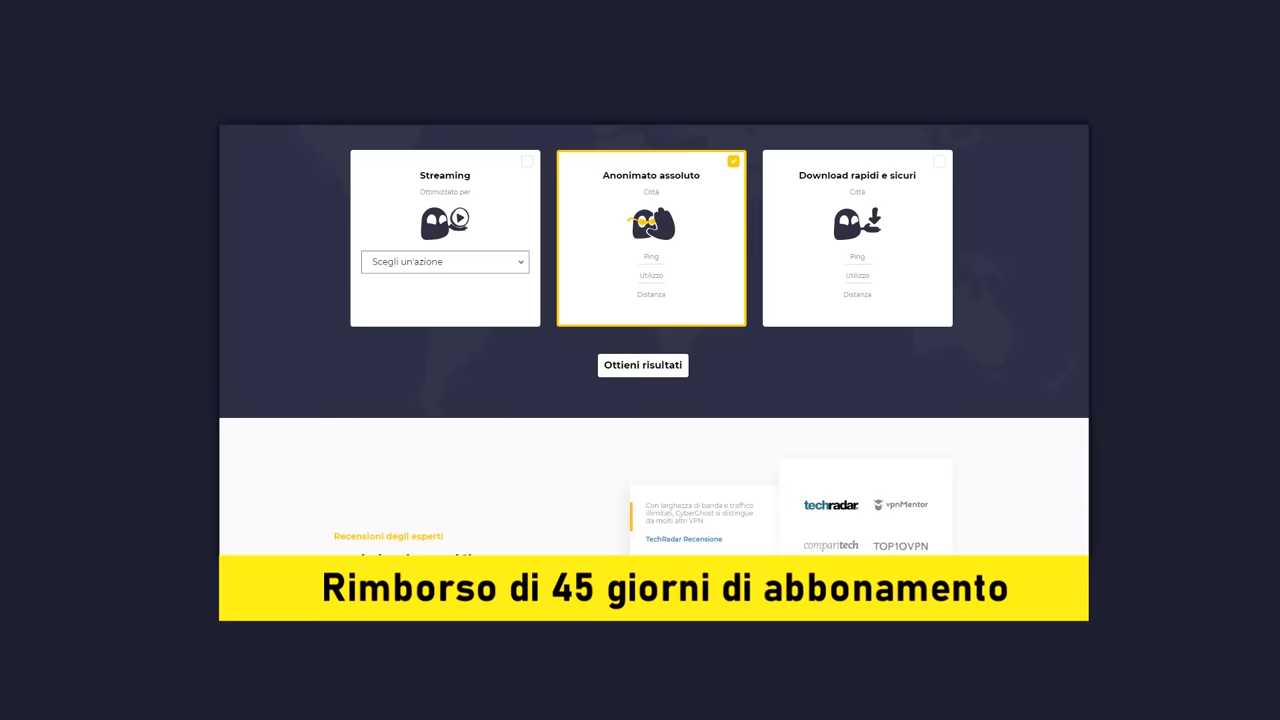 Streaming
Ottimizzato per
Scegli un'azione
Anonimato assoluto
Città
Ping
Utilizzo
Distanza
Download rapidi e sicuri
Città
Ping
Utilizzo
Distanza
Ottieni risultati
Recensioni degli esperti
Con larghezza di banda e traffico
illimitati, CyberGhost si distingue
da molti altri VPN
TechRadar Recensione
techradar.
vpnMentor
comparitech
TOP10VPN
Rimborso di 45 giorni di abbonamento